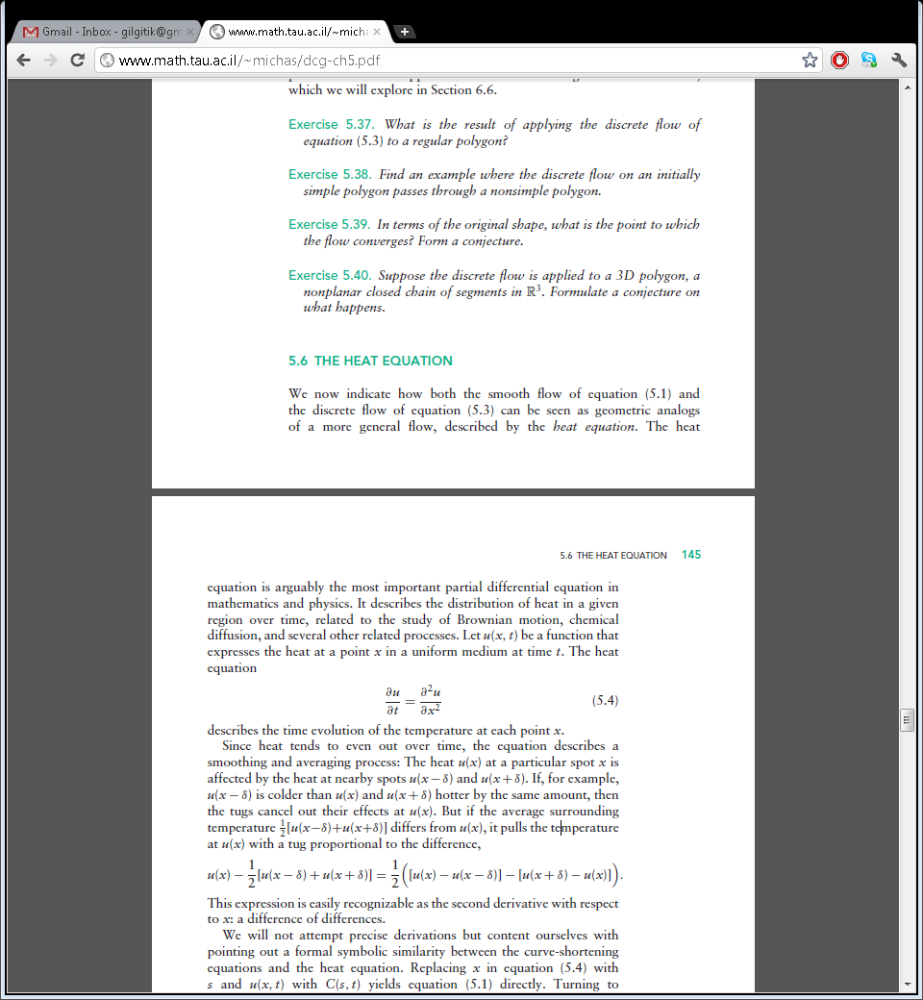 Gmail - Inbox - gilgitik@gm
www.math.tau.ac.il/~micha
www.math.tau.ac.il/~michas/dcg-ch5.pdf
which we will explore in Section 6.6.
Exercise 5.37. What is the result of applying the discrete flow of
equation (5.3) to a regular polygon?
Exercise 5.38. Find an example where the discrete flow on an initially
simple polygon passes through a nonsimple polygon.
Exercise 5.39. In terms of the original shape, what is the point to which
the flow converges? Form a conjecture.
Exercise 5.40. Suppose the discrete flow is applied to a 3D polygon, a
nonplanar closed chain of segments in ℝ³. Formulate a conjecture on
what happens.
5.6 THE HEAT EQUATION
We now indicate how both the smooth flow of equation (5.1) and
the discrete flow of equation (5.3) can be seen as geometric analogs
of a more general flow, described by the heat equation. The heat
5.6 THE HEAT EQUATION 145
equation is arguably the most important partial differential equation in
mathematics and physics. It describes the distribution of heat in a given
region over time, related to the study of Brownian motion, chemical
diffusion, and several other related processes. Let u(x, t) be a function that
expresses the heat at a point x in a uniform medium at time t. The heat
equation
∂u/∂t = ∂²u/∂x² (5.4)
describes the time evolution of the temperature at each point x.
Since heat tends to even out over time, the equation describes a
smoothing and averaging process: The heat u(x) at a particular spot x is
affected by the heat at nearby spots u(x − δ) and u(x + δ). If, for example,
u(x − δ) is colder than u(x) and u(x + δ) hotter by the same amount, then
the tugs cancel out their effects at u(x). But if the average surrounding
temperature ½[u(x−δ)+u(x+δ)] differs from u(x), it pulls the temperature
at u(x) with a tug proportional to the difference,
u(x) − ½[u(x − δ) + u(x + δ)] = ½([u(x) − u(x − δ)] − [u(x + δ) − u(x)]).
This expression is easily recognizable as the second derivative with respect
to x: a difference of differences.
We will not attempt precise derivations but content ourselves with
pointing out a formal symbolic similarity between the curve-shortening
equations and the heat equation. Replacing x in equation (5.4) with
s and u(x, t) with C(s, t) yields equation (5.1) directly. Turning to